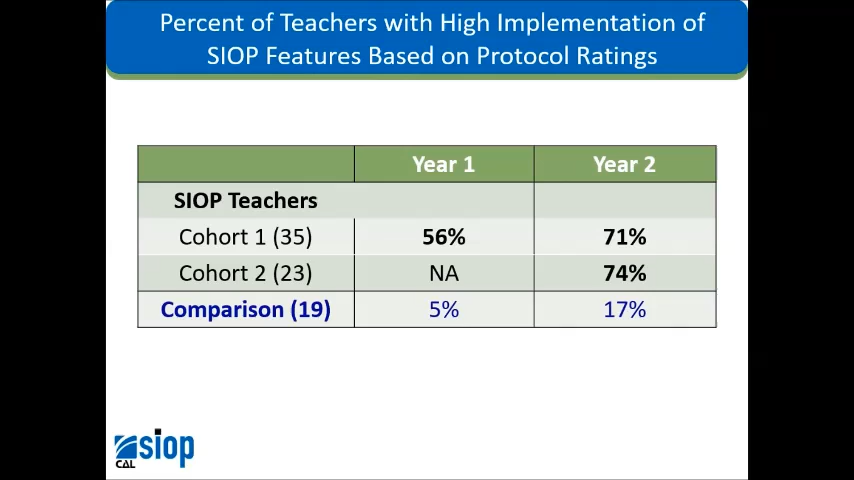 Percent of Teachers with High Implementation of
SIOP Features Based on Protocol Ratings
Year 1 Year 2
SIOP Teachers
Cohort 1 (35) 56% 71%
Cohort 2 (23) NA 74%
Comparison (19) 5% 17%
siop
CAL